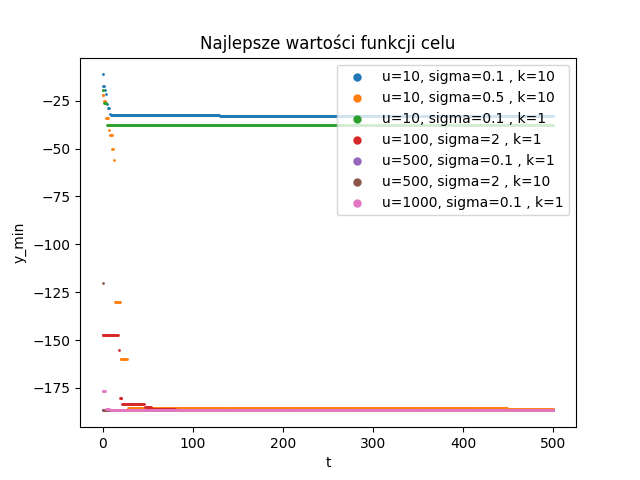 Najlepsze wartości funkcji celu
y_min
−25
−50
−75
−100
−125
−150
−175
u=10, sigma=0.1 , k=10
u=10, sigma=0.5 , k=10
u=10, sigma=0.1 , k=1
u=100, sigma=2 , k=1
u=500, sigma=0.1 , k=1
u=500, sigma=2 , k=10
u=1000, sigma=0.1 , k=1
0 100 200 300 400 500
t